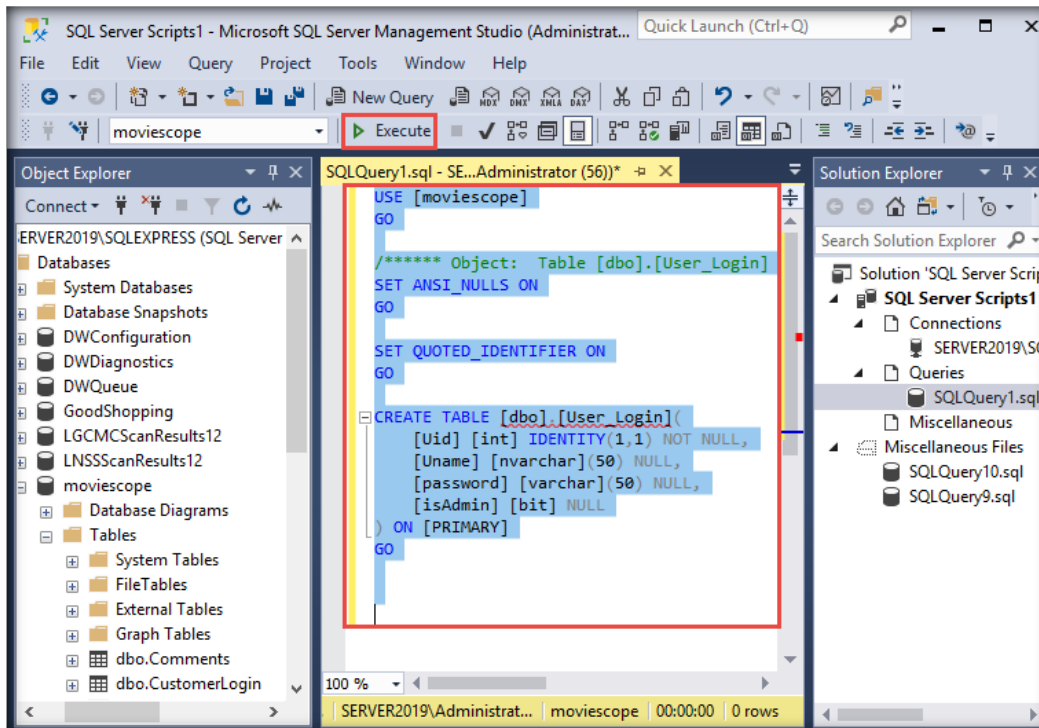 SQL Server Scripts1 - Microsoft SQL Server Management Studio (Administrat...
Quick Launch (Ctrl+Q)
File Edit View Query Project Tools Window Help
New Query MDX DMX XMLA DAX
moviescope Execute
Object Explorer
Connect
ERVER2019\SQLEXPRESS (SQL Server
Databases
System Databases
Database Snapshots
DWConfiguration
DWDiagnostics
DWQueue
GoodShopping
LGCMCScanResults12
LNSSScanResults12
moviescope
Database Diagrams
Tables
System Tables
FileTables
External Tables
Graph Tables
dbo.Comments
dbo.CustomerLogin
SQLQuery1.sql - SE...Administrator (56))*
USE [moviescope]
GO
/****** Object:  Table [dbo].[User_Login]
SET ANSI_NULLS ON
GO
SET QUOTED_IDENTIFIER ON
GO
CREATE TABLE [dbo].[User_Login](
[Uid] [int] IDENTITY(1,1) NOT NULL,
[Uname] [nvarchar](50) NULL,
[password] [varchar](50) NULL,
[isAdmin] [bit] NULL
) ON [PRIMARY]
GO
100 %
SERVER2019\Administrat... moviescope 00:00:00 0 rows
Solution Explorer
Search Solution Explorer
Solution 'SQL Server Scrip
SQL Server Scripts1
Connections
SERVER2019\SQ
Queries
SQLQuery1.sql
Miscellaneous
Miscellaneous Files
SQLQuery10.sql
SQLQuery9.sql